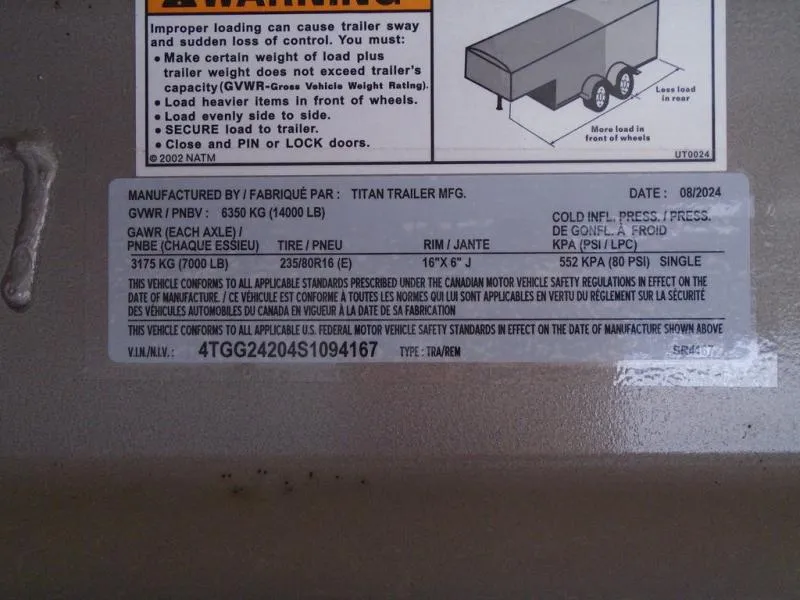 WARNING
Improper loading can cause trailer sway
and sudden loss of control. You must:
• Make certain weight of load plus
trailer weight does not exceed trailer's
capacity (GVWR-Gross Vehicle Weight Rating).
• Load heavier items in front of wheels.
• Load evenly side to side.
• SECURE load to trailer.
• Close and PIN or LOCK doors.
© 2002 NATM
Less load
in rear
More load in
front of wheels
UT0024
MANUFACTURED BY / FABRIQUÉ PAR : TITAN TRAILER MFG. DATE : 08/2024
GVWR / PNBV : 6350 KG (14000 LB)
GAWR (EACH AXLE) /
PNBE (CHAQUE ESSIEU) TIRE / PNEU RIM / JANTE
COLD INFL. PRESS. / PRESS.
DE GONFL. À FROID
KPA (PSI / LPC)
3175 KG (7000 LB) 235/80R16 (E) 16"X 6" J 552 KPA (80 PSI) SINGLE
THIS VEHICLE CONFORMS TO ALL APPLICABLE STANDARDS PRESCRIBED UNDER THE CANADIAN MOTOR VEHICLE SAFETY REGULATIONS IN EFFECT ON THE
DATE OF MANUFACTURE. / CE VÉHICULE EST CONFORME À TOUTES LES NORMES QUI LUI SONT APPLICABLES EN VERTU DU RÉGLEMENT SUR LA SÉCURITÉ
DES VÉHICULES AUTOMOBILES DU CANADA EN VIGUEUR À LA DATE DE SA FABRICATION
THIS VEHICLE CONFORMS TO ALL APPLICABLE U.S. FEDERAL MOTOR VEHICLE SAFETY STANDARDS IN EFFECT ON THE DATE OF MANUFACTURE SHOWN ABOVE
V.I.N./N.I.V.: 4TGG24204S1094167 TYPE : TRA/REM